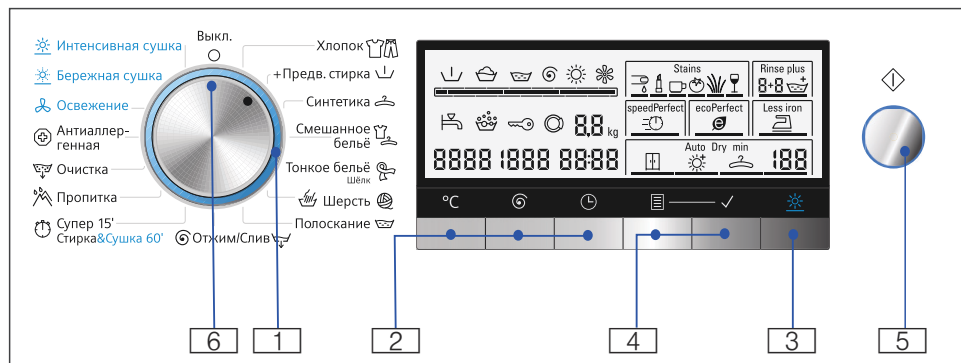 Выкл.
Интенсивная сушка
Бережная сушка
Освежение
Антиаллер-
генная
Очистка
Пропитка
Супер 15'
Стирка&Сушка 60'
Отжим/Слив
Хлопок
+Предв. стирка
Синтетика
Смешанное
бельё
Тонкое бельё
Шёлк
Шерсть
Полоскание
Stains
Rinse plus
8+8
speedPerfect
ecoPerfect
Less iron
8,8 kg
Auto Dry min
8888 1888 88:88
188
°C
6
1
2
4
3
5